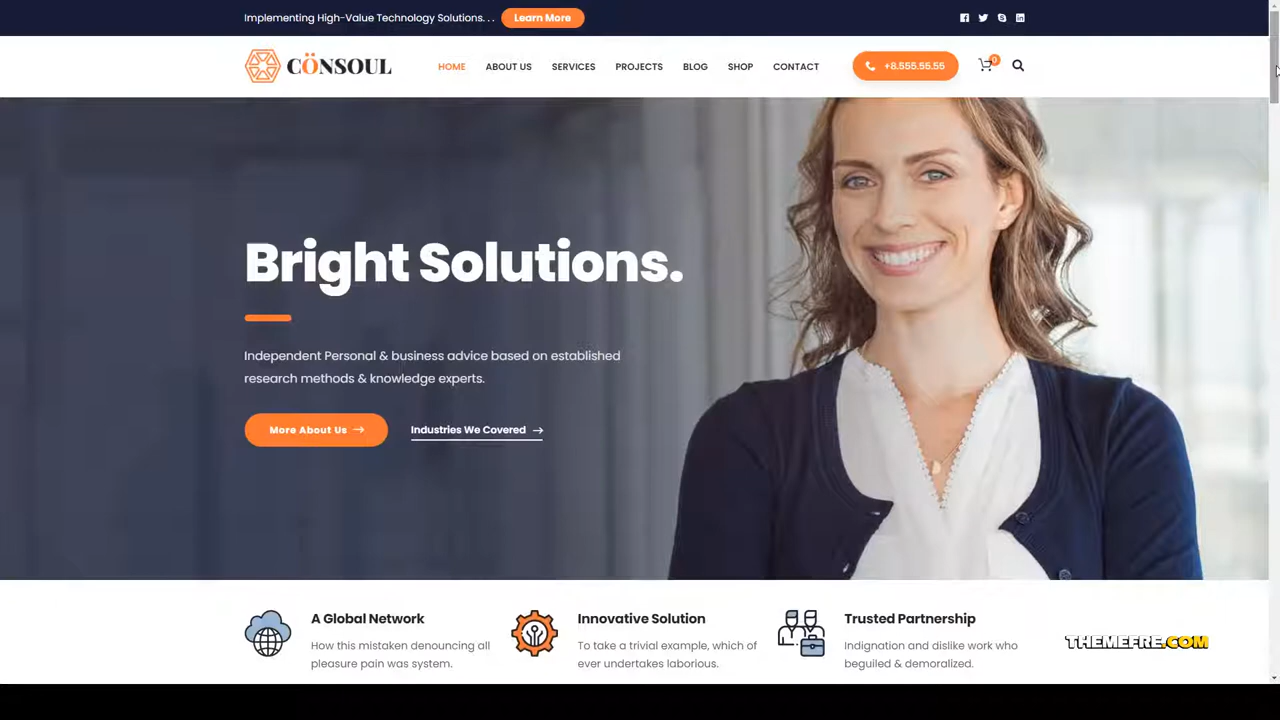 Implementing High-Value Technology Solutions. . .
Learn More
CÖNSOUL
HOME
ABOUT US
SERVICES
PROJECTS
BLOG
SHOP
CONTACT
+8.555.55.55
0
Bright Solutions.
Independent Personal & business advice based on established
research methods & knowledge experts.
More About Us
Industries We Covered
A Global Network
How this mistaken denouncing all
pleasure pain was system.
Innovative Solution
To take a trivial example, which of
ever undertakes laborious.
Trusted Partnership
Indignation and dislike work who
beguiled & demoralized.
THEMEFRE.COM